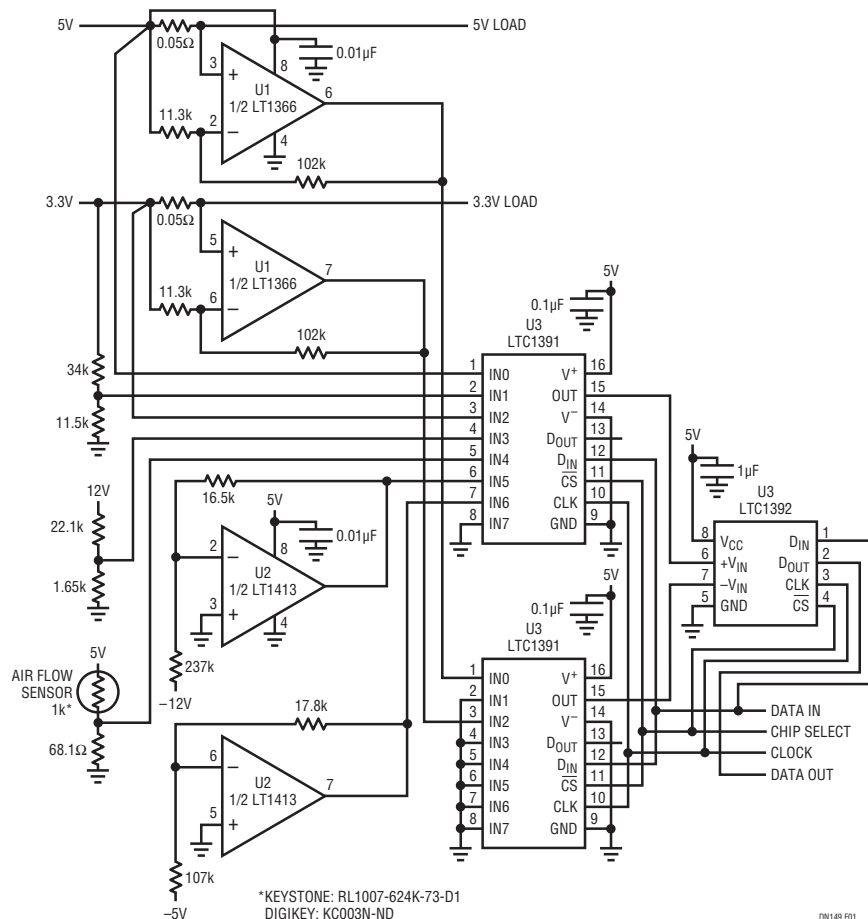 5V
0.05Ω
5V LOAD
0.01µF
3
+
8
U1
1/2 LT1366
6
11.3k
2
–
4
102k
3.3V
0.05Ω
3.3V LOAD
5
+
U1
1/2 LT1366
7
11.3k
6
–
102k
34k
11.5k
12V
22.1k
1.65k
5V
AIR FLOW
SENSOR
1k*
68.1Ω
16.5k
5V
0.01µF
2
–
8
U2
1/2 LT1413
3
+
4
237k
–12V
17.8k
6
–
U2
1/2 LT1413
7
5
+
107k
–5V
5V
0.1µF
U3
LTC1391
1 IN0 V+ 16
2 IN1 OUT 15
3 IN2 V– 14
4 IN3 DOUT 13
5 IN4 DIN 12
6 IN5 CS 11
7 IN6 CLK 10
8 IN7 GND 9
5V
0.1µF
U3
LTC1391
1 IN0 V+ 16
2 IN1 OUT 15
3 IN2 V– 14
4 IN3 DOUT 13
5 IN4 DIN 12
6 IN5 CS 11
7 IN6 CLK 10
8 IN7 GND 9
5V
1µF
U3
LTC1392
8 VCC DIN 1
6 +VIN DOUT 2
7 –VIN CLK 3
5 GND CS 4
DATA IN
CHIP SELECT
CLOCK
DATA OUT
*KEYSTONE: RL1007-624K-73-D1
DIGIKEY: KC003N-ND
DN149 F01